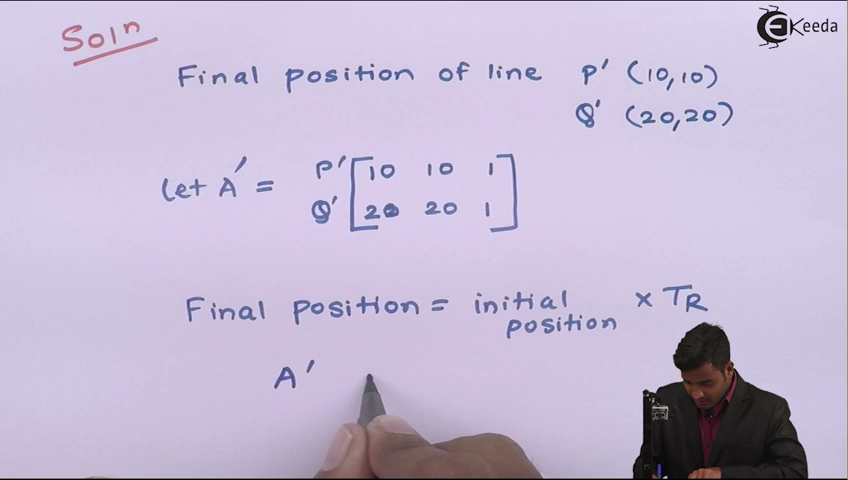 Soln
Ekeeda
Final position of line P' (10,10)
Q' (20,20)
Let A' = P' [10 10 1
Q' 20 20 1]
Final position = initial position × TR
A'